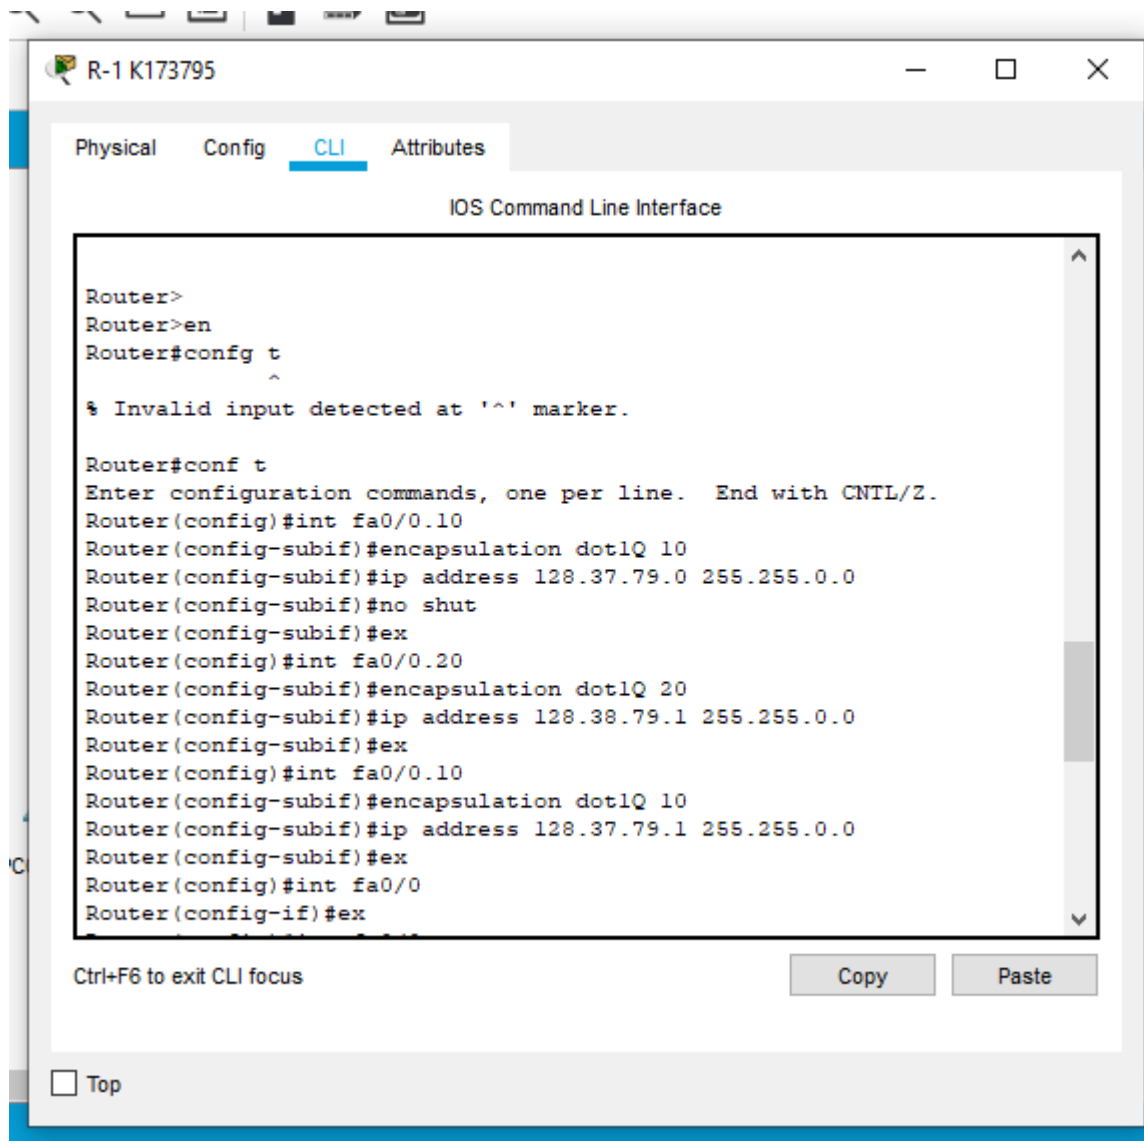 R-1 K173795
Physical Config CLI Attributes
IOS Command Line Interface
Router>
Router>en
Router#confg t
^
% Invalid input detected at '^' marker.
Router#conf t
Enter configuration commands, one per line.  End with CNTL/Z.
Router(config)#int fa0/0.10
Router(config-subif)#encapsulation dot1Q 10
Router(config-subif)#ip address 128.37.79.0 255.255.0.0
Router(config-subif)#no shut
Router(config-subif)#ex
Router(config)#int fa0/0.20
Router(config-subif)#encapsulation dot1Q 20
Router(config-subif)#ip address 128.38.79.1 255.255.0.0
Router(config-subif)#ex
Router(config)#int fa0/0.10
Router(config-subif)#encapsulation dot1Q 10
Router(config-subif)#ip address 128.37.79.1 255.255.0.0
Router(config-subif)#ex
Router(config)#int fa0/0
Router(config-if)#ex
Ctrl+F6 to exit CLI focus
Copy Paste
Top